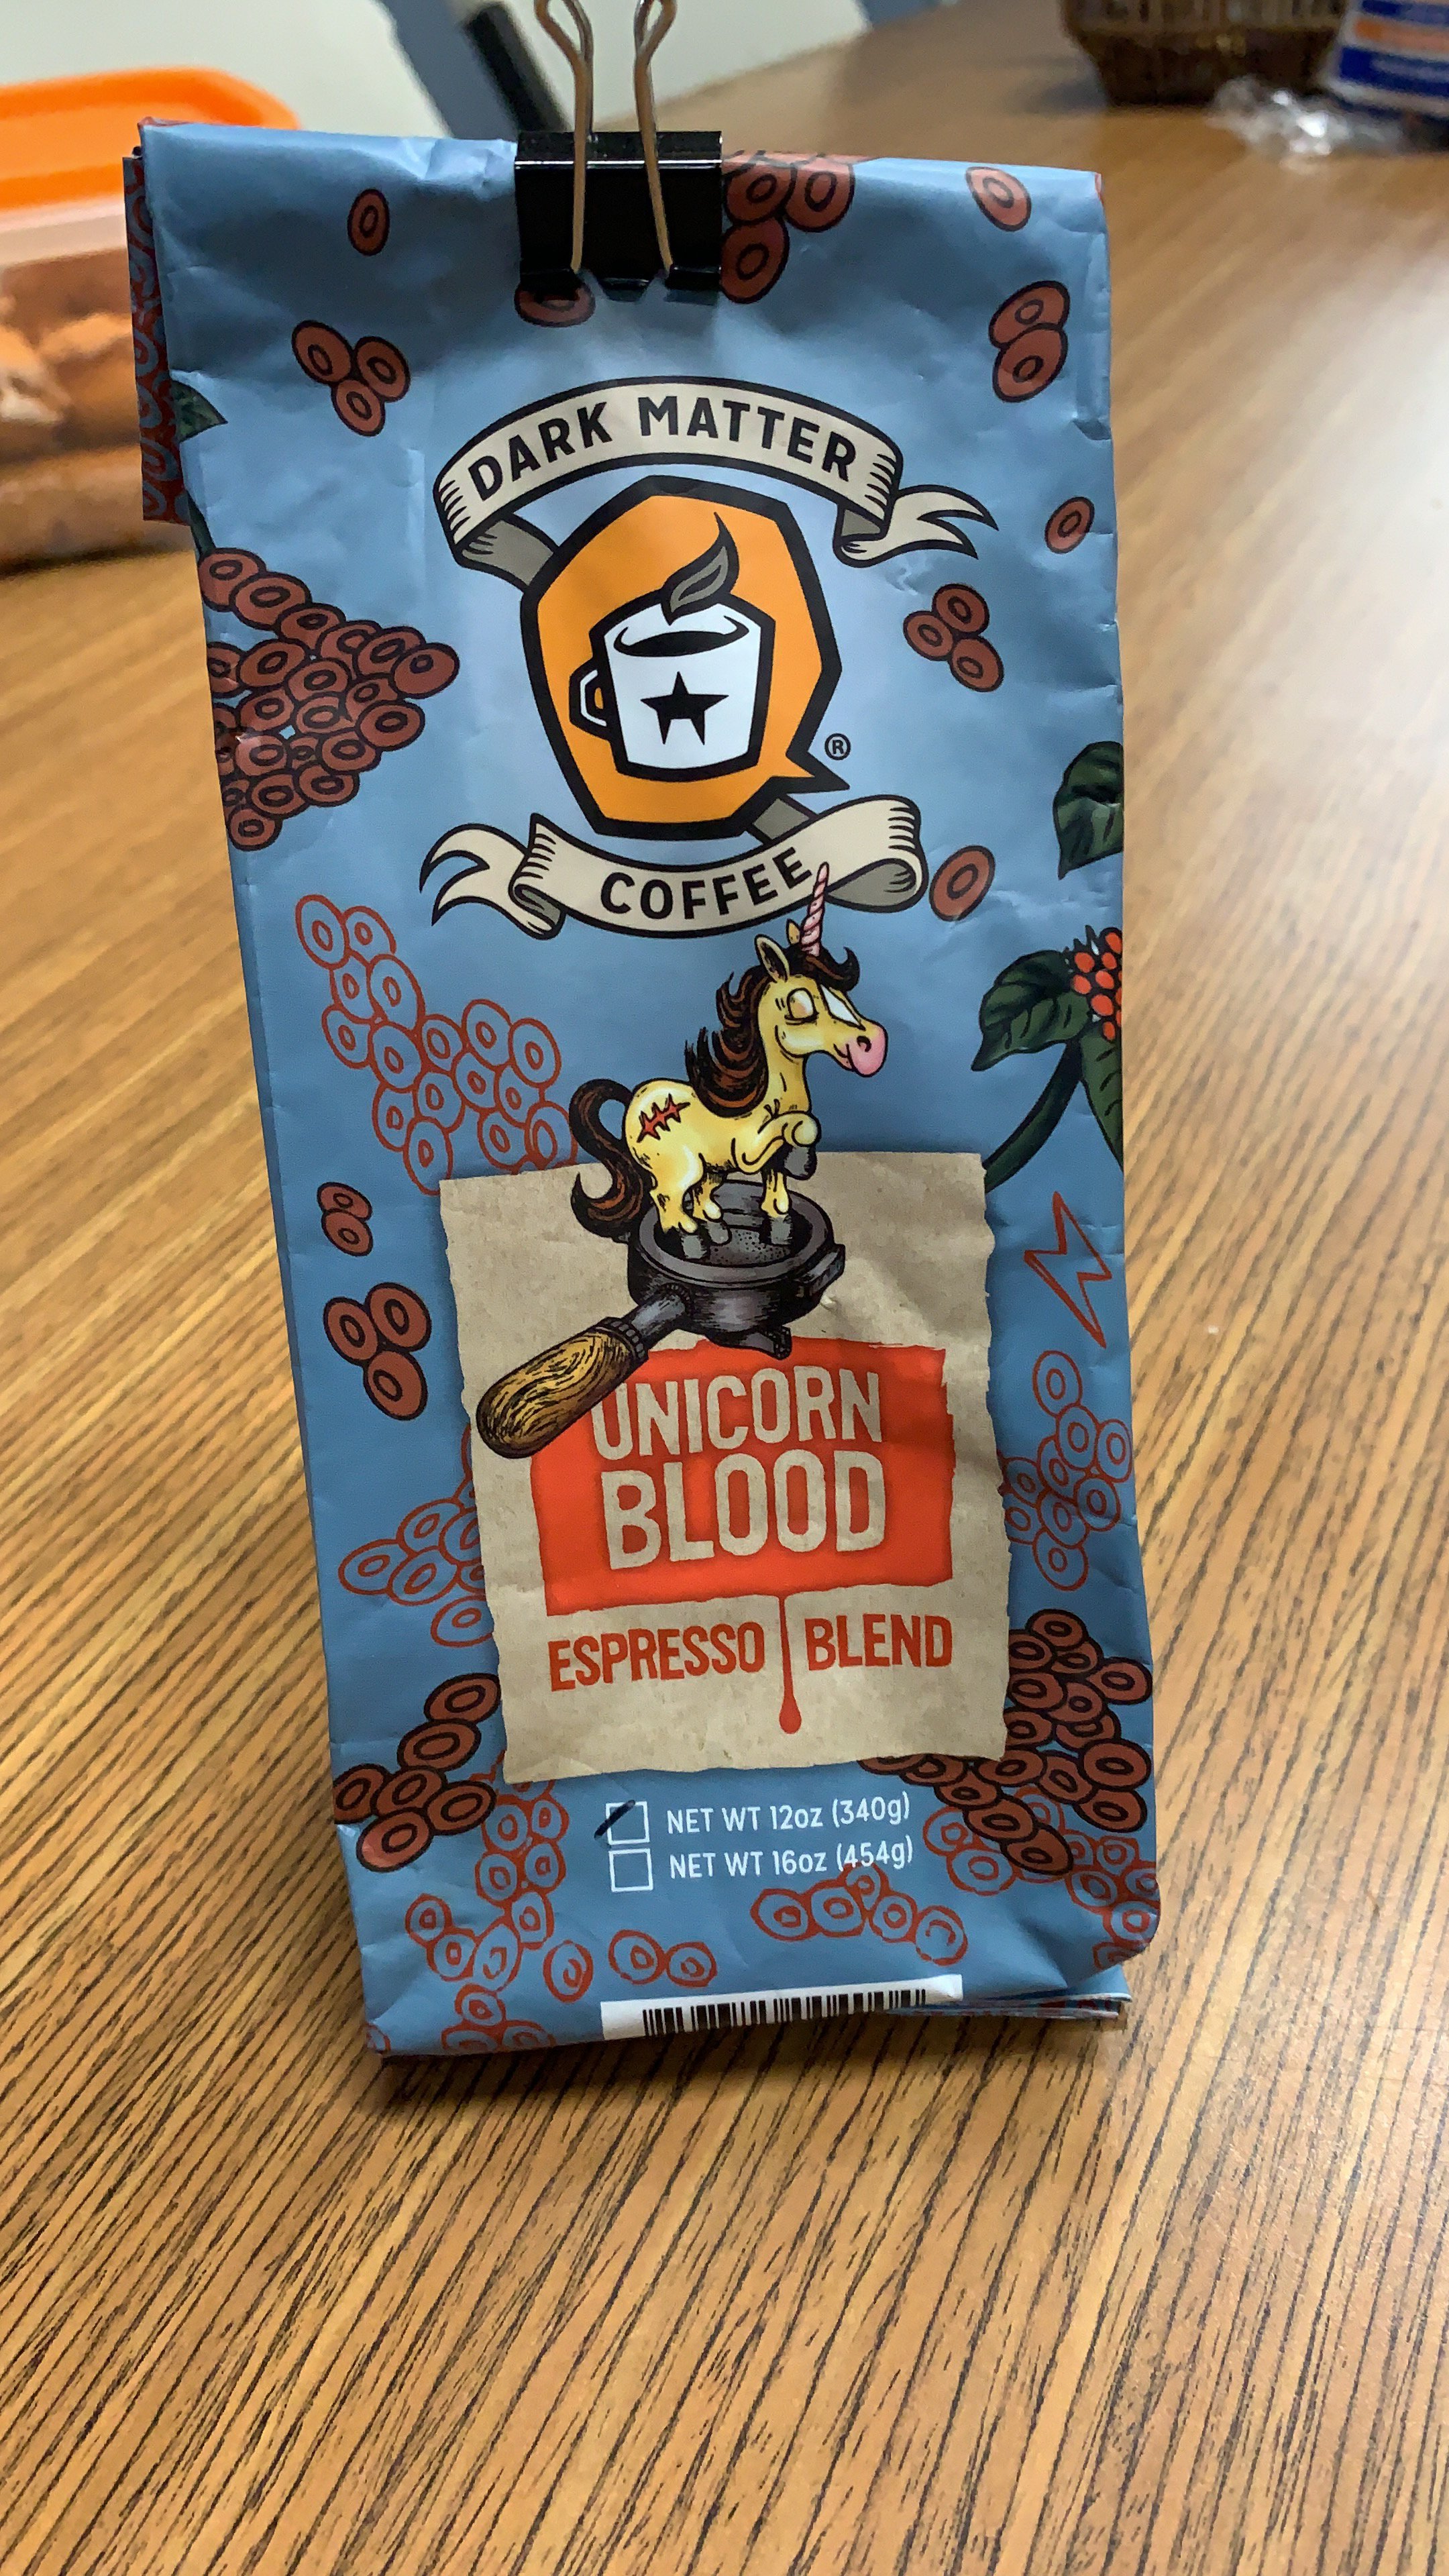 DARK MATTER
®
COFFEE
UNICORN
BLOOD
ESPRESSO BLEND
NET WT 12oz (340g)
NET WT 16oz (454g)